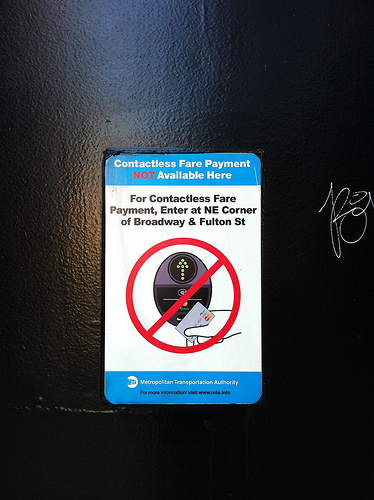 Contactless Fare Payment
NOT Available Here
For Contactless Fare
Payment, Enter at NE Corner
of Broadway & Fulton St
MTA Metropolitan Transportation Authority
For more information: visit www.mta.info